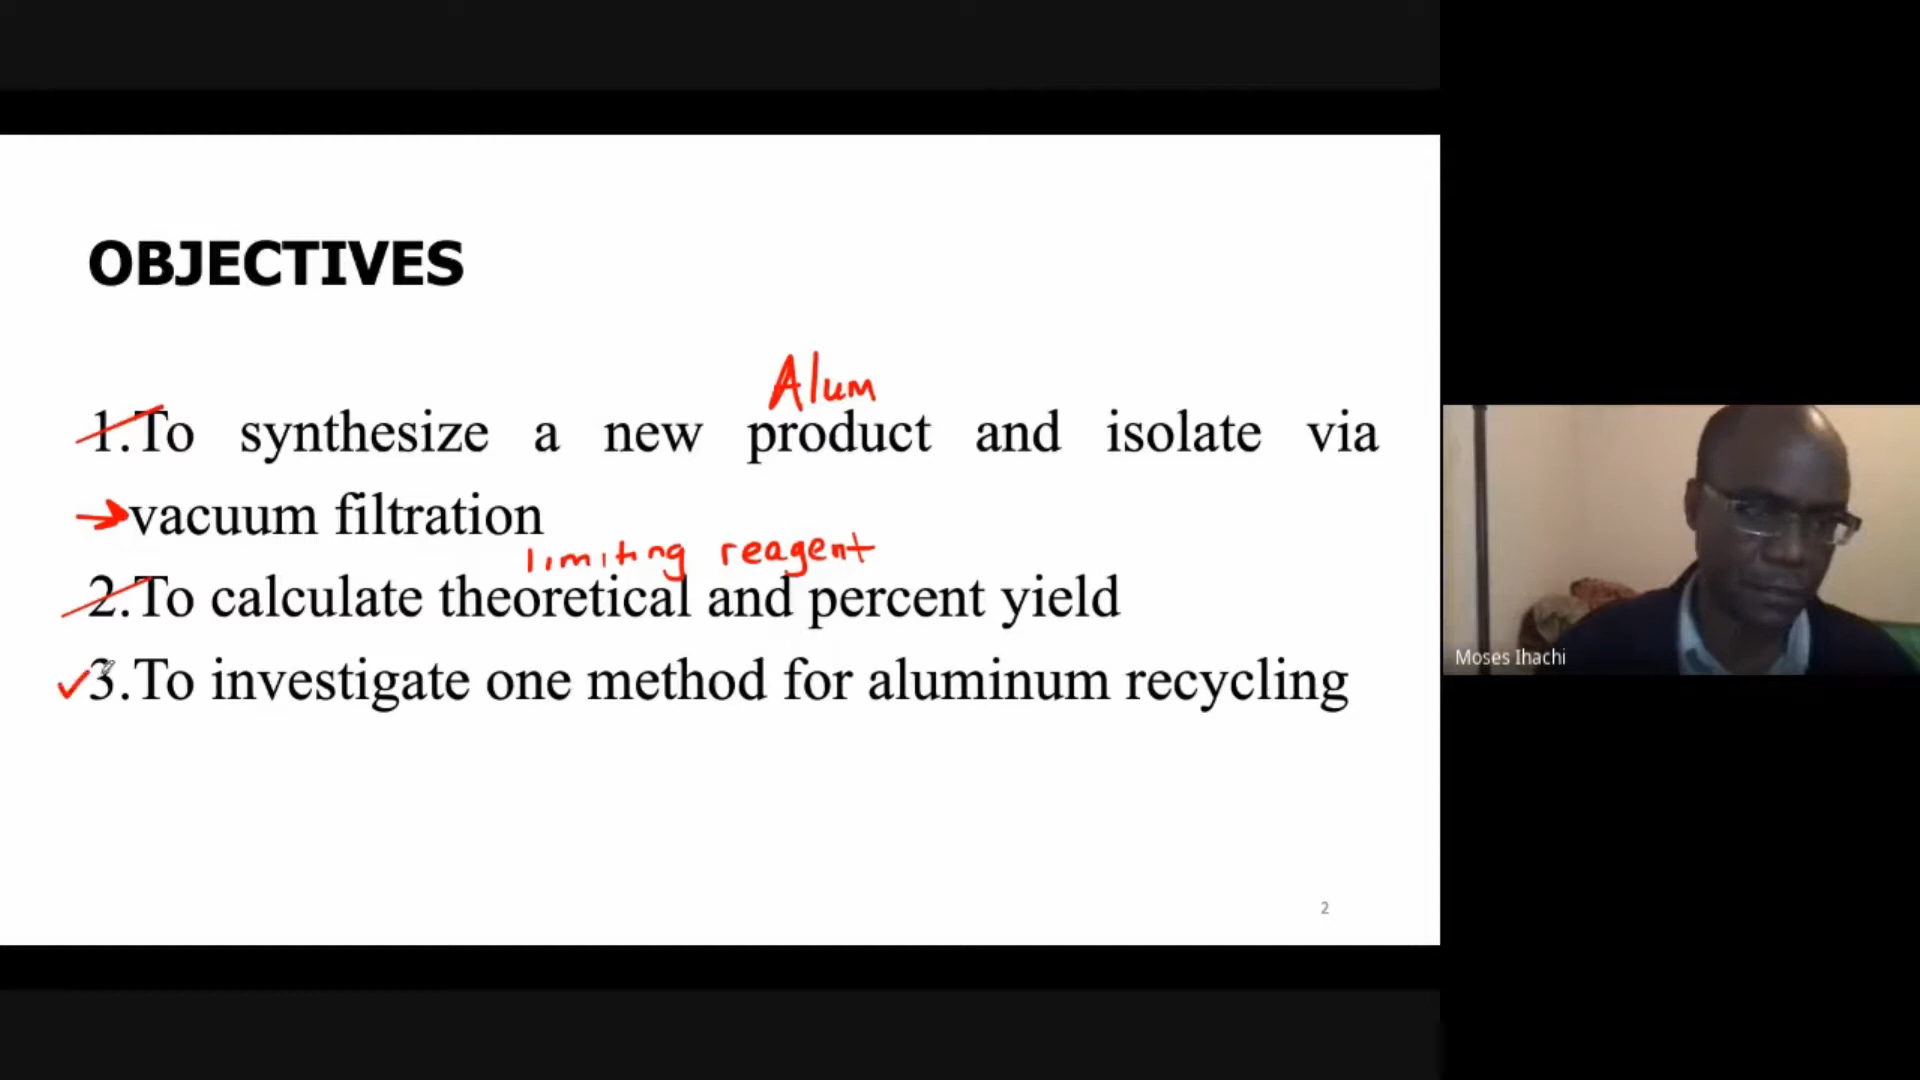 OBJECTIVES
Alum
1.To synthesize a new product and isolate via
vacuum filtration
limiting reagent
2.To calculate theoretical and percent yield
3.To investigate one method for aluminum recycling
2
Moses Ihachi